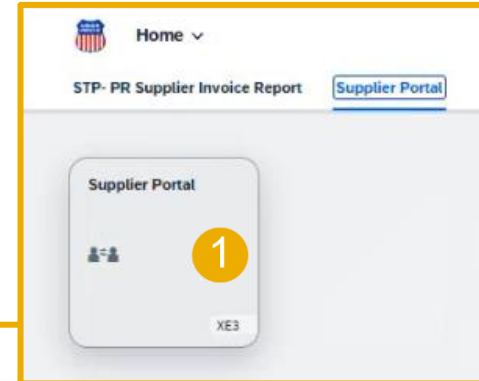 Home
STP- PR Supplier Invoice Report Supplier Portal
Supplier Portal
1
XE3